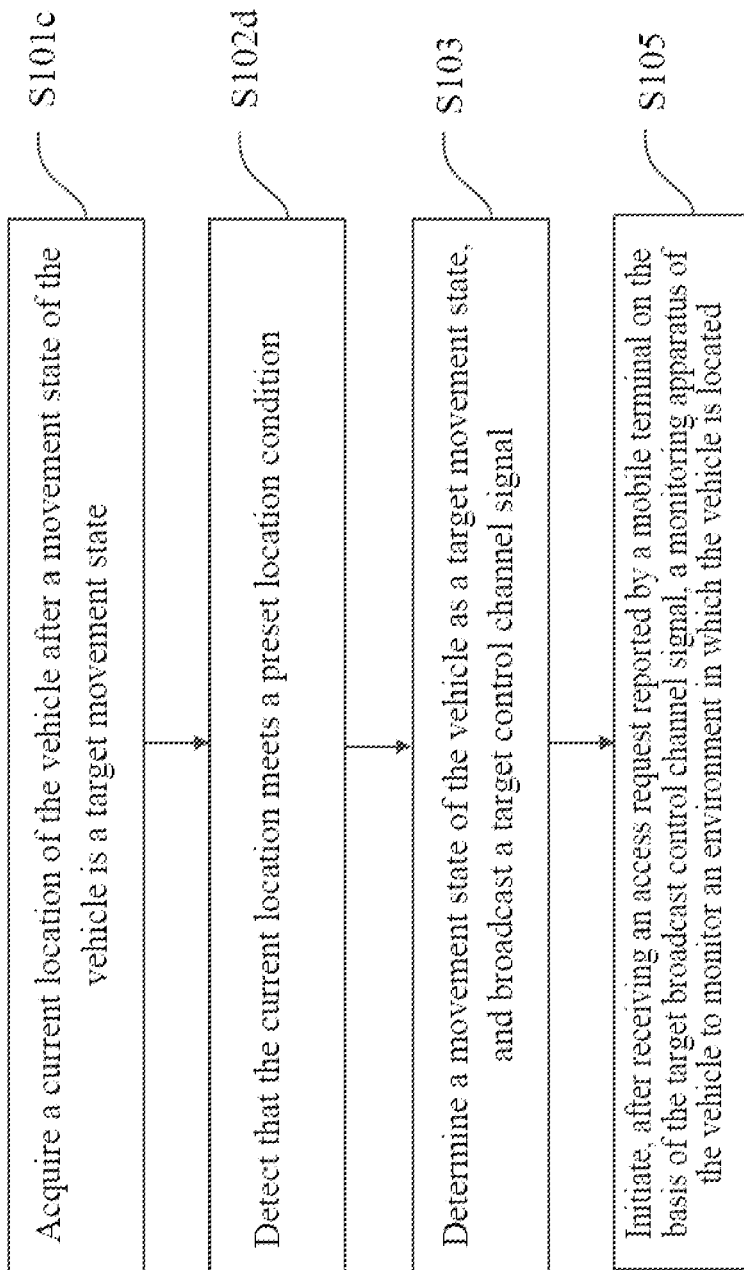 Acquire a current location of the vehicle after a movement state of the
vehicle is a target movement state
S101c
Detect that the current location meets a preset location condition
S102d
Determine a movement state of the vehicle as a target movement state,
and broadcast a target control channel signal
S103
Initiate, after receiving an access request reported by a mobile terminal on the
basis of the target broadcast control channel signal, a monitoring apparatus of
the vehicle to monitor an environment in which the vehicle is located
S105